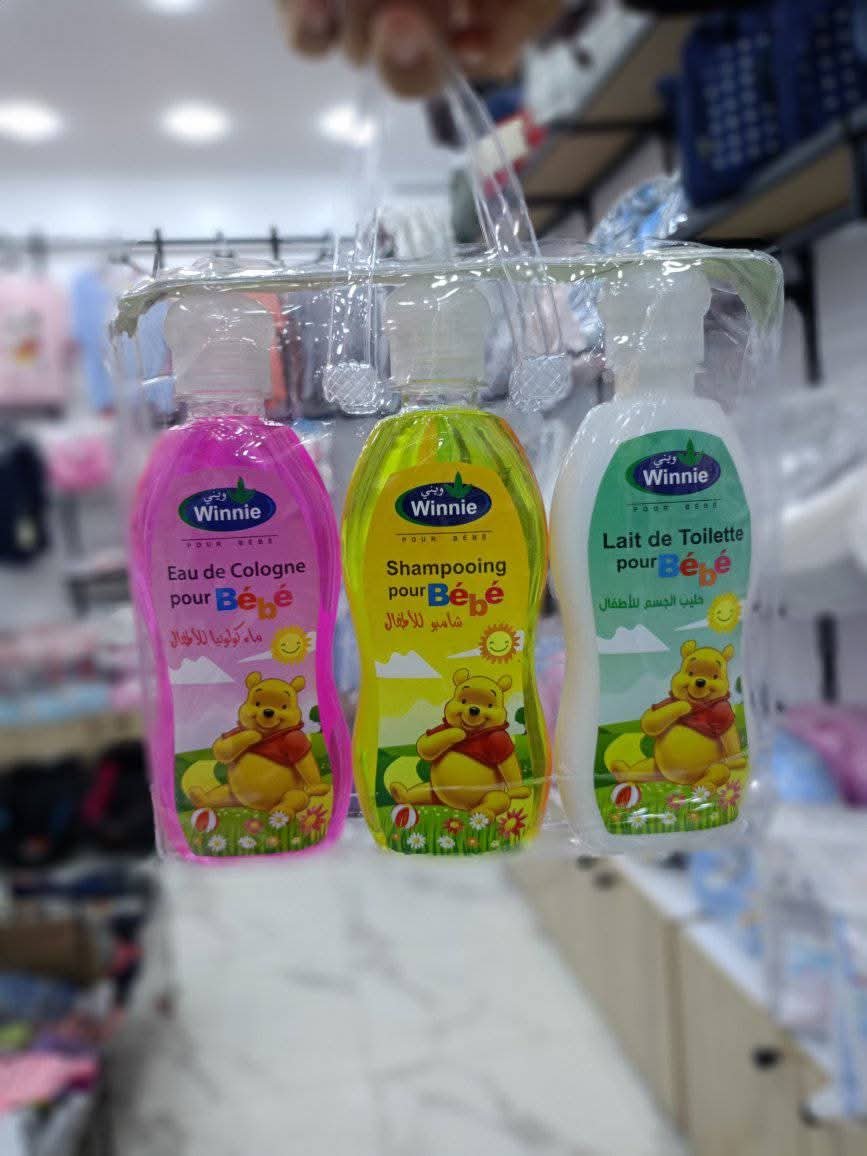 ويني
Winnie
POUR BÉBÉ
Eau de Cologne
pour Bébé
ماء كولونيا للأطفال
ويني
Winnie
POUR BÉBÉ
Shampooing
pour Bébé
شامبو للأطفال
ويني
Winnie
POUR BÉBÉ
Lait de Toilette
pour Bébé
حليب الجسم للأطفال